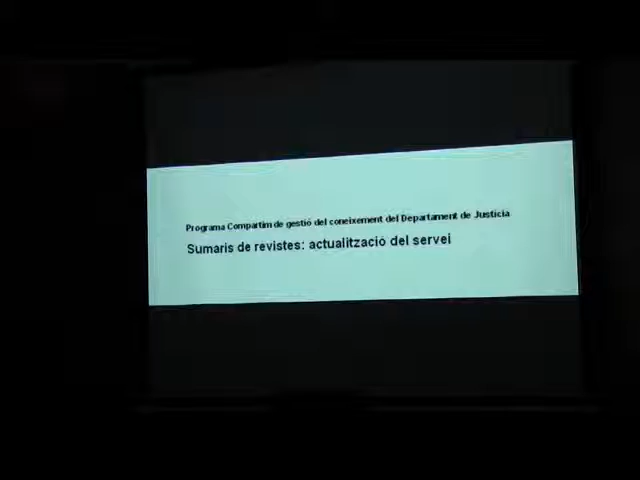 Programa Compartim de gestió del coneixement del Departament de Justícia
Sumaris de revistes: actualització del servei